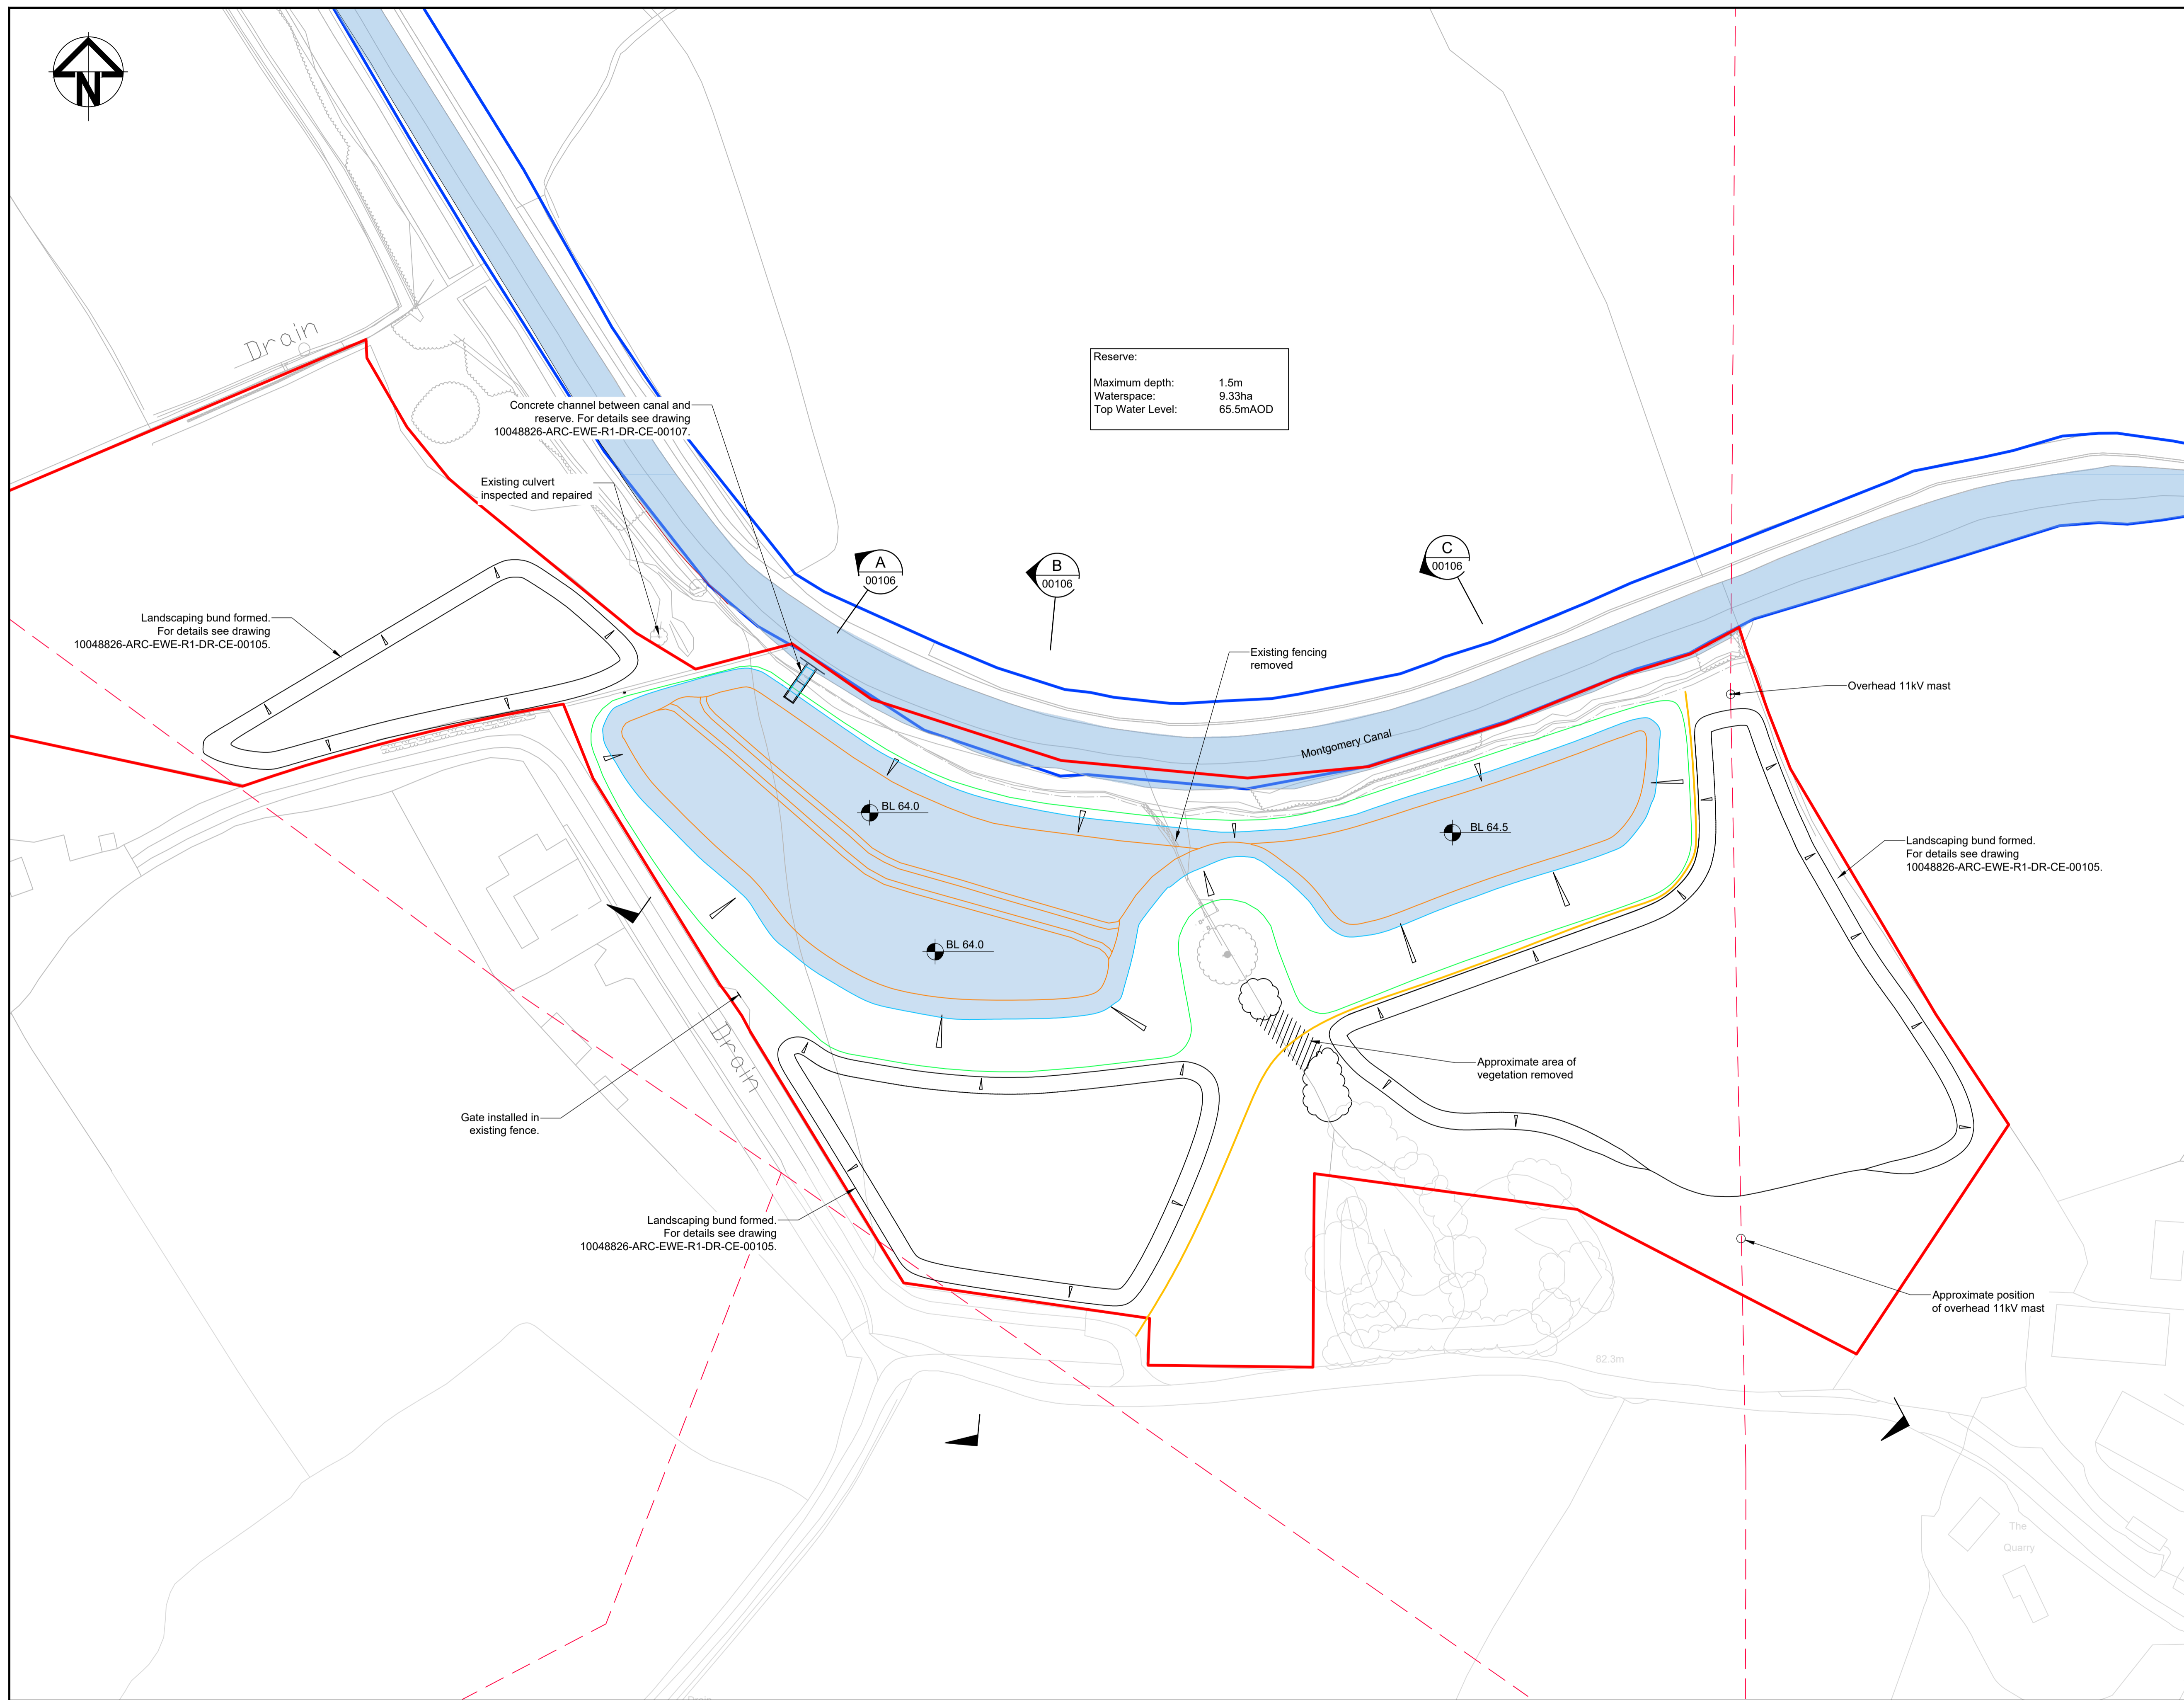 N
Drain
Reserve:
Maximum depth: 1.5m
Waterspace: 9.33ha
Top Water Level: 65.5mAOD
Concrete channel between canal and
reserve. For details see drawing
10048826-ARC-EWE-R1-DR-CE-00107.
Existing culvert
inspected and repaired
A
00106
B
00106
C
00106
Landscaping bund formed.
For details see drawing
10048826-ARC-EWE-R1-DR-CE-00105.
Existing fencing
removed
Overhead 11kV mast
Montgomery Canal
BL 64.0
BL 64.5
Landscaping bund formed.
For details see drawing
10048826-ARC-EWE-R1-DR-CE-00105.
BL 64.0
Drain
Approximate area of
vegetation removed
Gate installed in
existing fence.
Landscaping bund formed.
For details see drawing
10048826-ARC-EWE-R1-DR-CE-00105.
Approximate position
of overhead 11kV mast
82.3m
The
Quarry